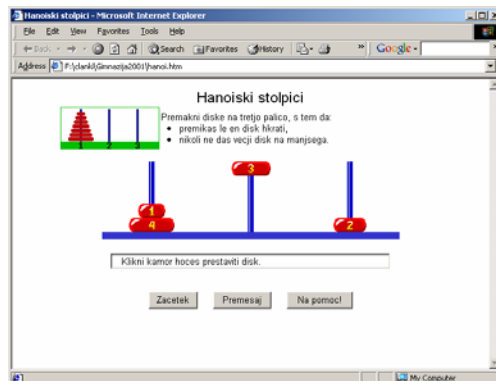 Hanoiski stolpici - Microsoft Internet Explorer
File Edit View Favorites Tools Help
Back Search Favorites History » Google - »
Address F:\clanki\Gimnazija2001\hanoi.htm
Hanoiski stolpici
Premakni diske na tretjo palico, s tem da:
• premikas le en disk hkrati,
• nikoli ne das vecji disk na manjsega.
1 2 3
3
1
4 2
Klikni kamor hoces prestaviti disk.
Zacetek Premesaj Na pomoc!
My Computer